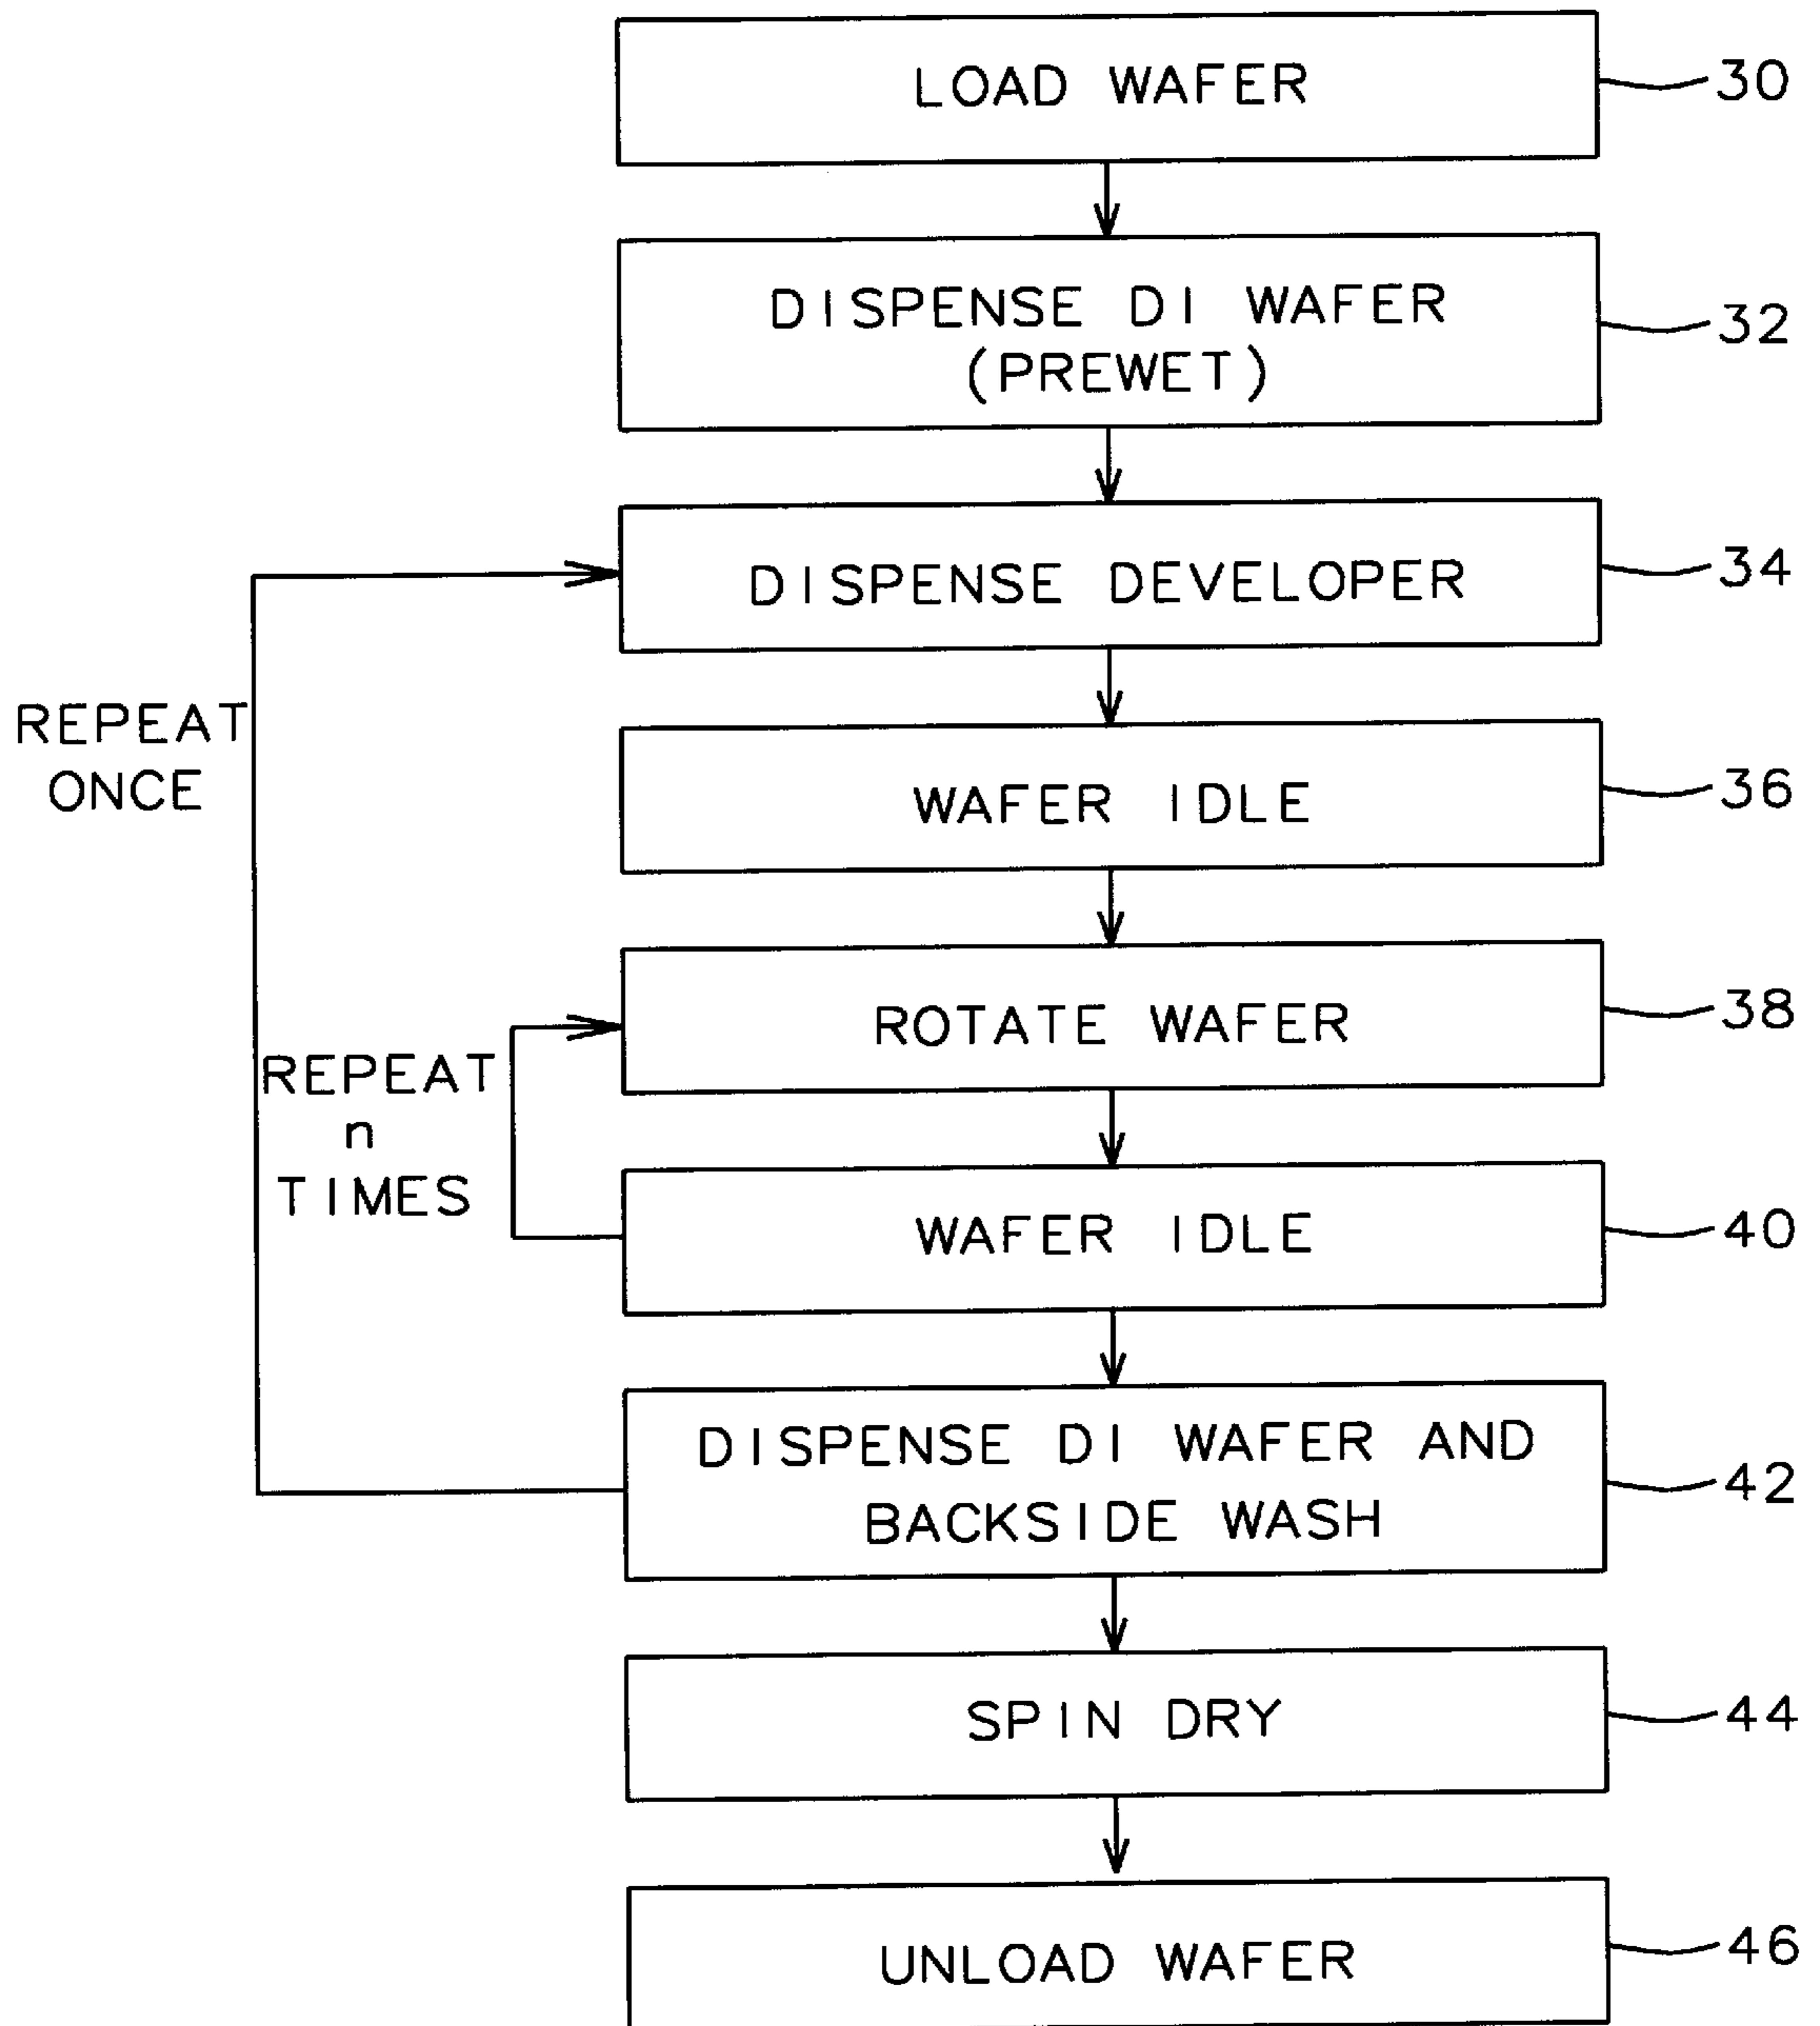 LOAD WAFER
30
DISPENSE DI WAFER
(PREWET)
32
DISPENSE DEVELOPER
34
REPEAT
ONCE
WAFER IDLE
36
ROTATE WAFER
38
REPEAT
n
TIMES
WAFER IDLE
40
DISPENSE DI WAFER AND
BACKSIDE WASH
42
SPIN DRY
44
UNLOAD WAFER
46